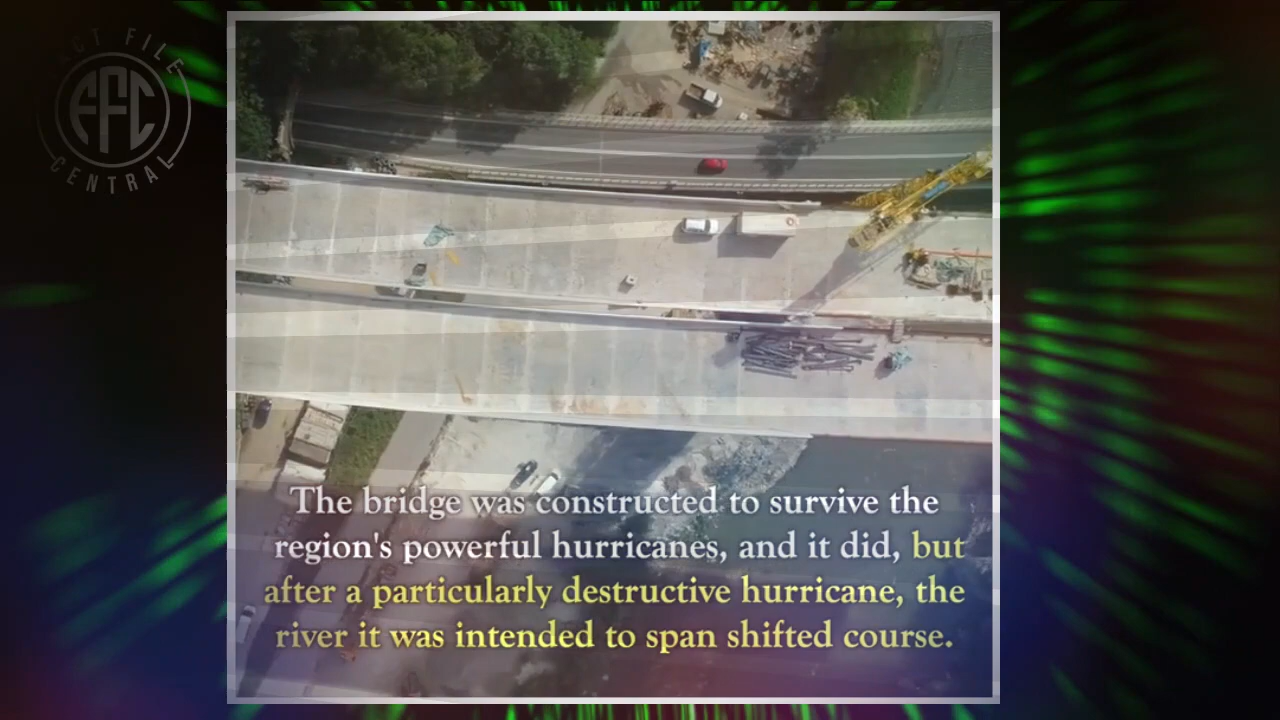 FACT FILE
FFC
CENTRAL
The bridge was constructed to survive the
region's powerful hurricanes, and it did, but
after a particularly destructive hurricane, the
river it was intended to span shifted course.